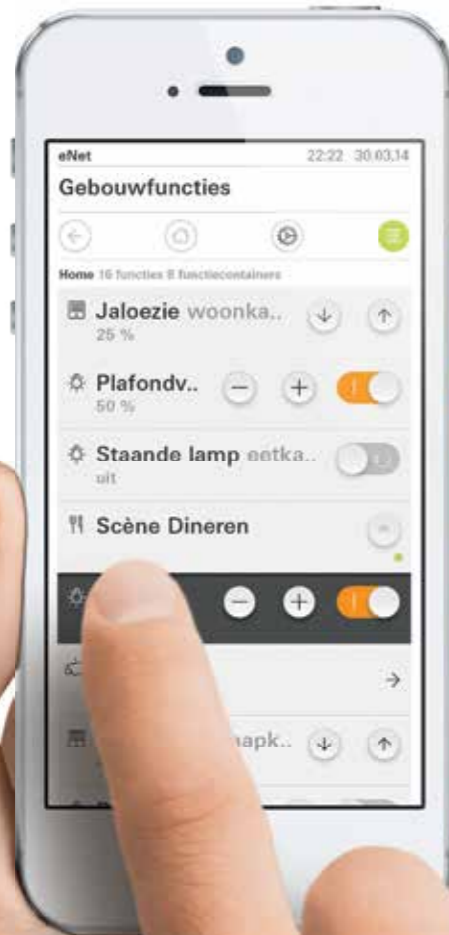 eNet 22:22 30.03.14
Gebouwfuncties
Home 16 functies 8 functiecontainers
Jaloezie woonka..
25 %
Plafondv..
50 %
Staande lamp eetka..
uit
Scène Dineren
apk..